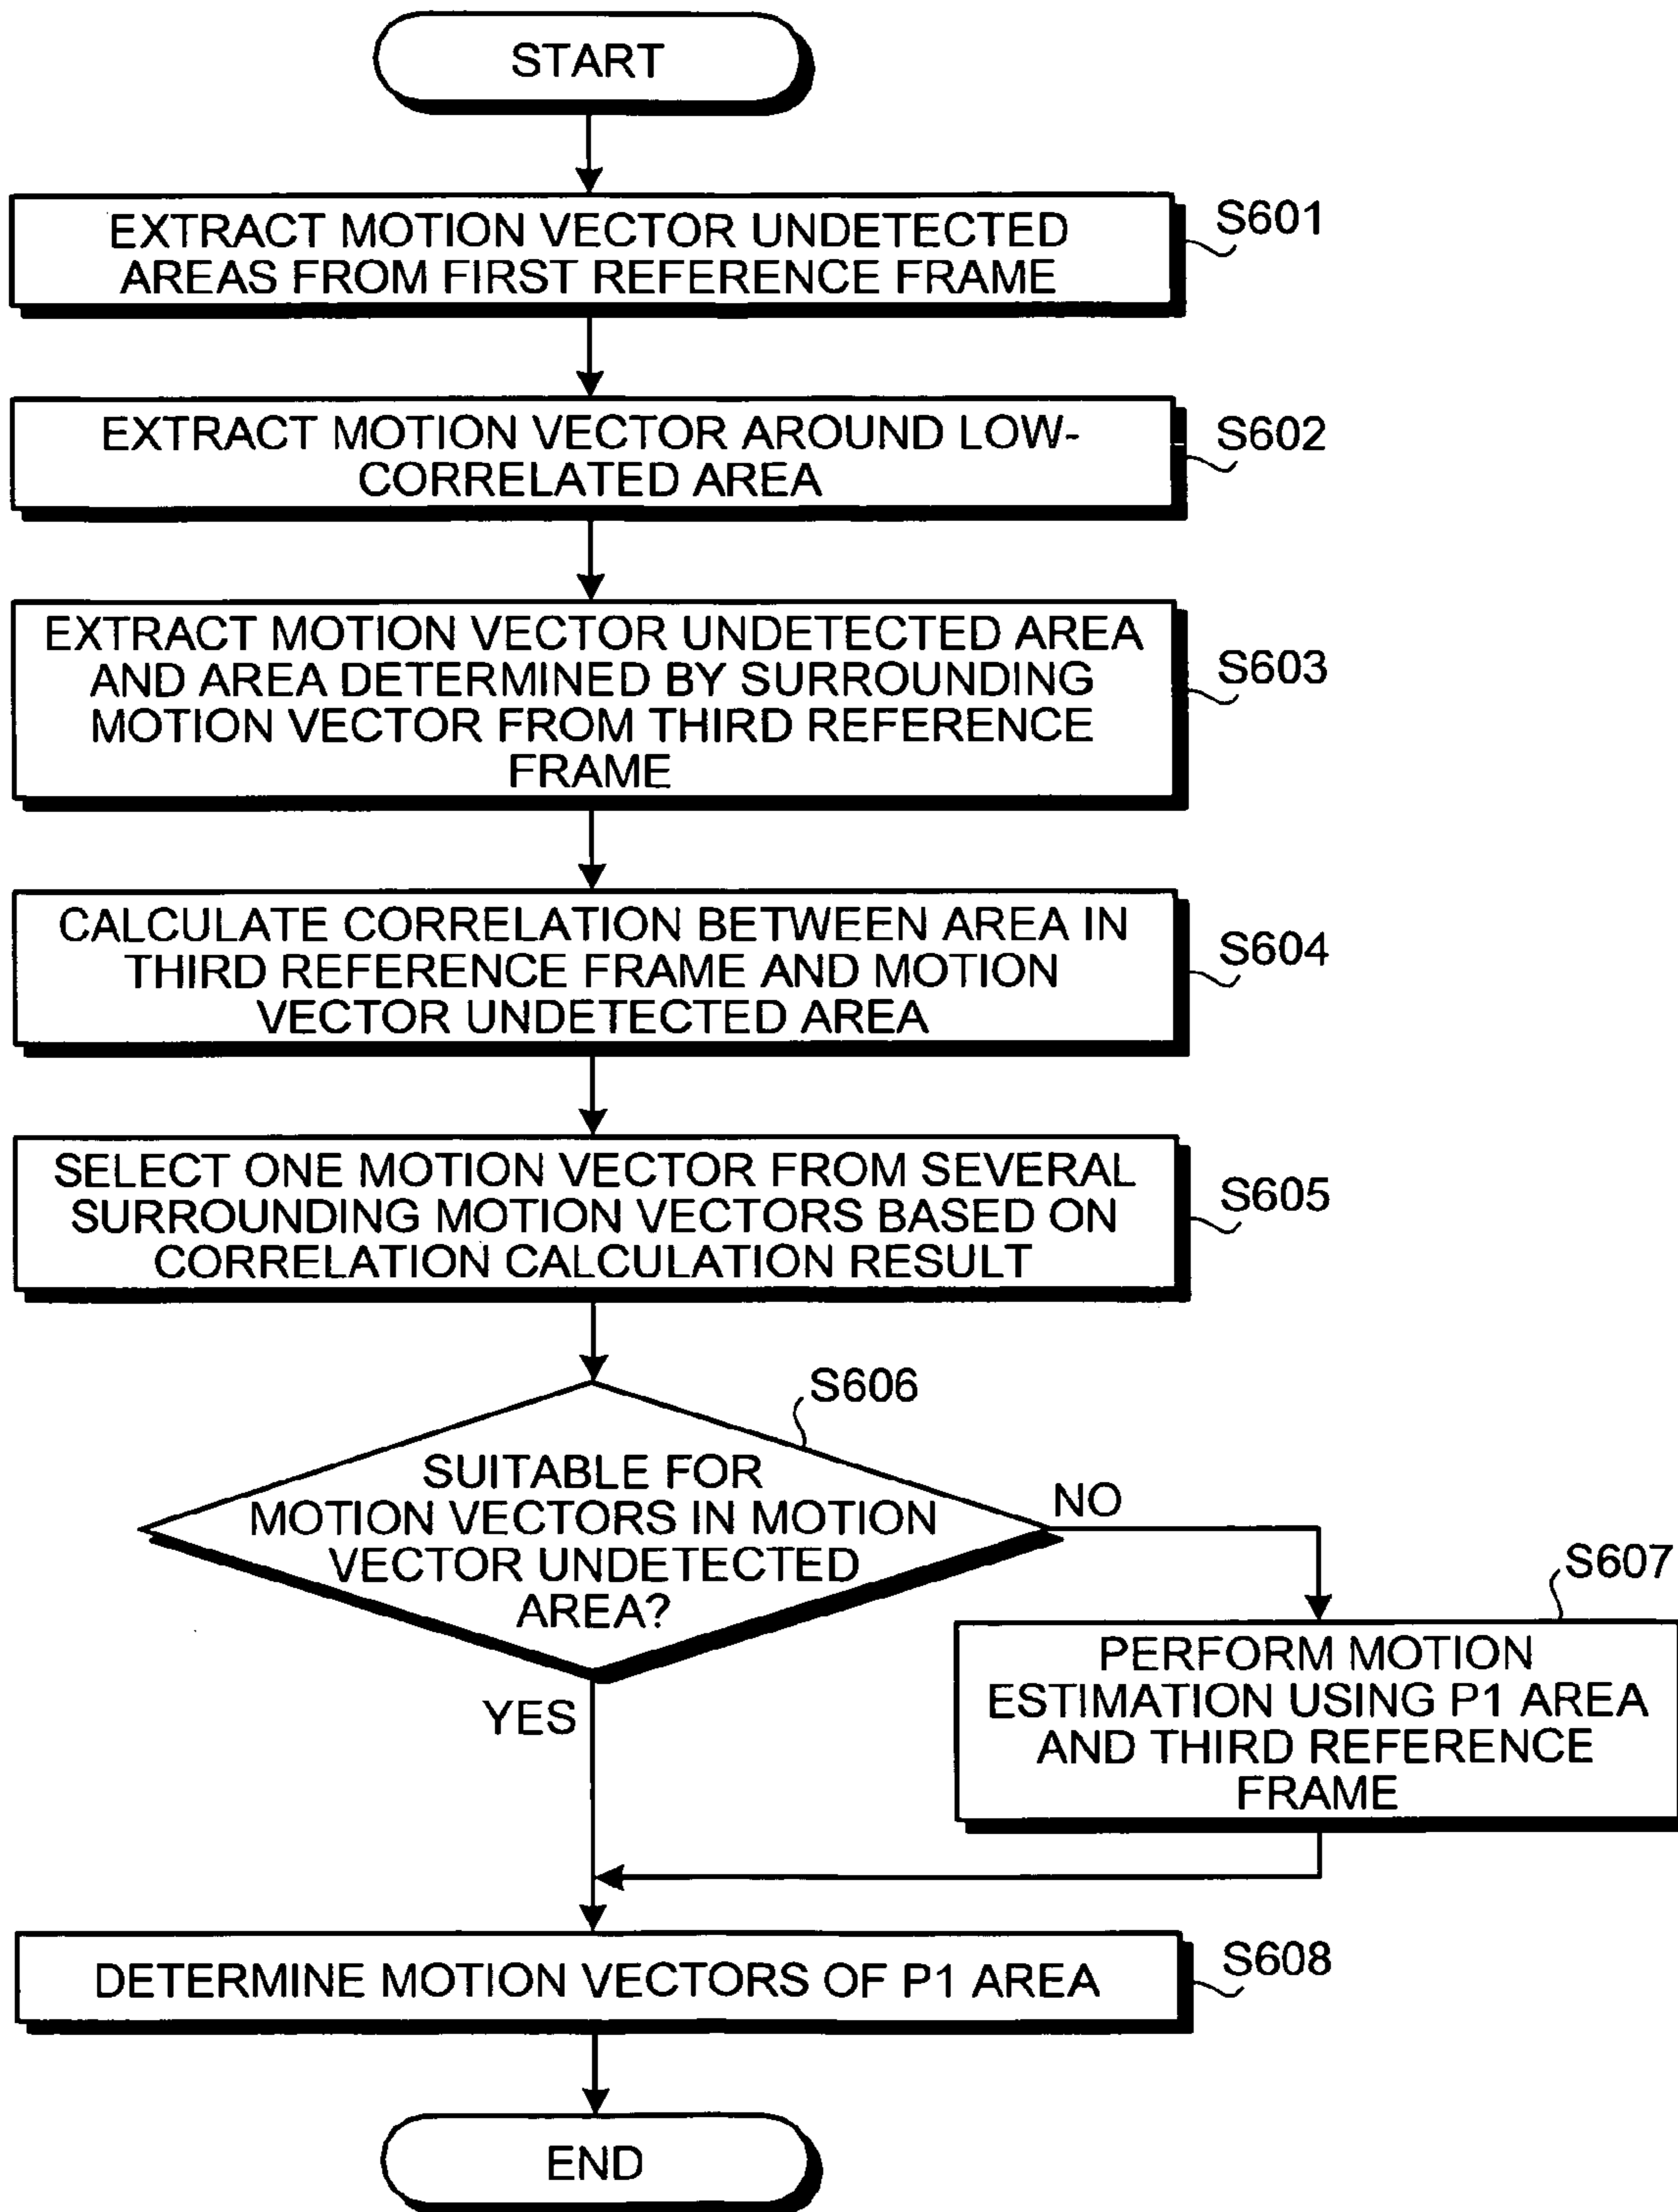 START
EXTRACT MOTION VECTOR UNDETECTED
AREAS FROM FIRST REFERENCE FRAME
S601
EXTRACT MOTION VECTOR AROUND LOW-
CORRELATED AREA
S602
EXTRACT MOTION VECTOR UNDETECTED AREA
AND AREA DETERMINED BY SURROUNDING
MOTION VECTOR FROM THIRD REFERENCE
FRAME
S603
CALCULATE CORRELATION BETWEEN AREA IN
THIRD REFERENCE FRAME AND MOTION
VECTOR UNDETECTED AREA
S604
SELECT ONE MOTION VECTOR FROM SEVERAL
SURROUNDING MOTION VECTORS BASED ON
CORRELATION CALCULATION RESULT
S605
S606
SUITABLE FOR
MOTION VECTORS IN MOTION
VECTOR UNDETECTED
AREA?
NO
YES
S607
PERFORM MOTION
ESTIMATION USING P1 AREA
AND THIRD REFERENCE
FRAME
DETERMINE MOTION VECTORS OF P1 AREA
S608
END